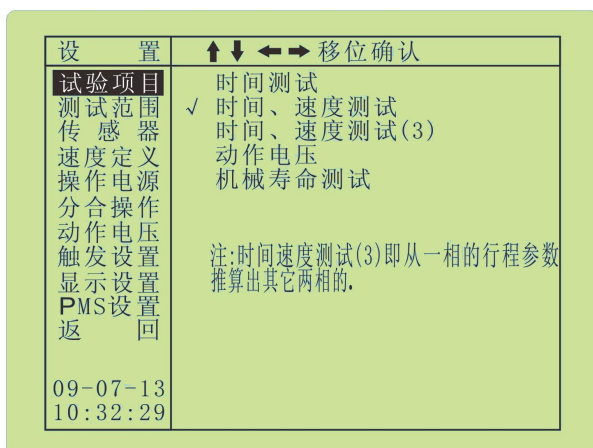 设 置
↑↓←→移位确认
试验项目
测试范围
传 感 器
速度定义
操作电源
分合操作
动作电压
触发设置
显示设置
PMS设置
返 回
09-07-13
10:32:29
时间测试
√ 时间、速度测试
时间、速度测试(3)
动作电压
机械寿命测试
注:时间速度测试(3)即从一相的行程参数
推算出其它两相的.